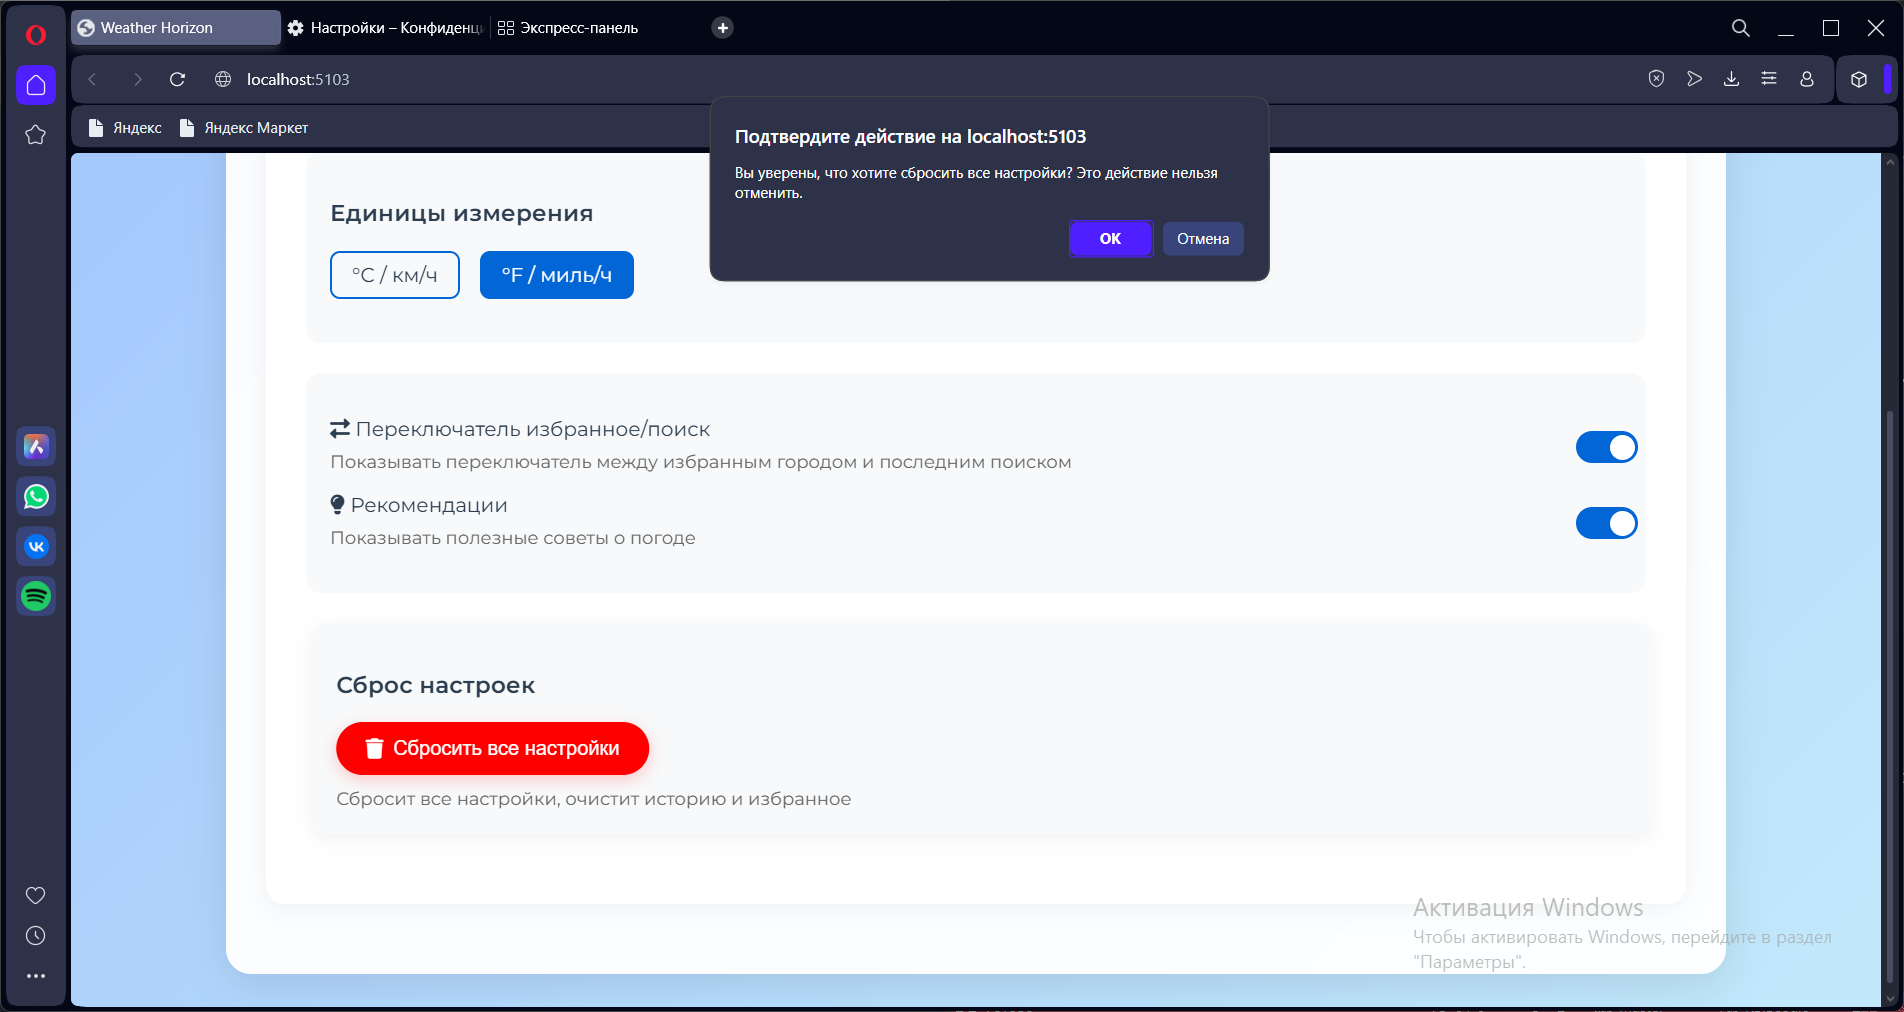 Weather Horizon
Настройки – Конфиденц
Экспресс-панель
localhost:5103
Яндекс
Яндекс Маркет
Подтвердите действие на localhost:5103
Вы уверены, что хотите сбросить все настройки? Это действие нельзя
отменить.
OK
Отмена
Единицы измерения
°C / км/ч
°F / миль/ч
Переключатель избранное/поиск
Показывать переключатель между избранным городом и последним поиском
Рекомендации
Показывать полезные советы о погоде
Сброс настроек
Сбросить все настройки
Сбросит все настройки, очистит историю и избранное
Активация Windows
Чтобы активировать Windows, перейдите в раздел
"Параметры".